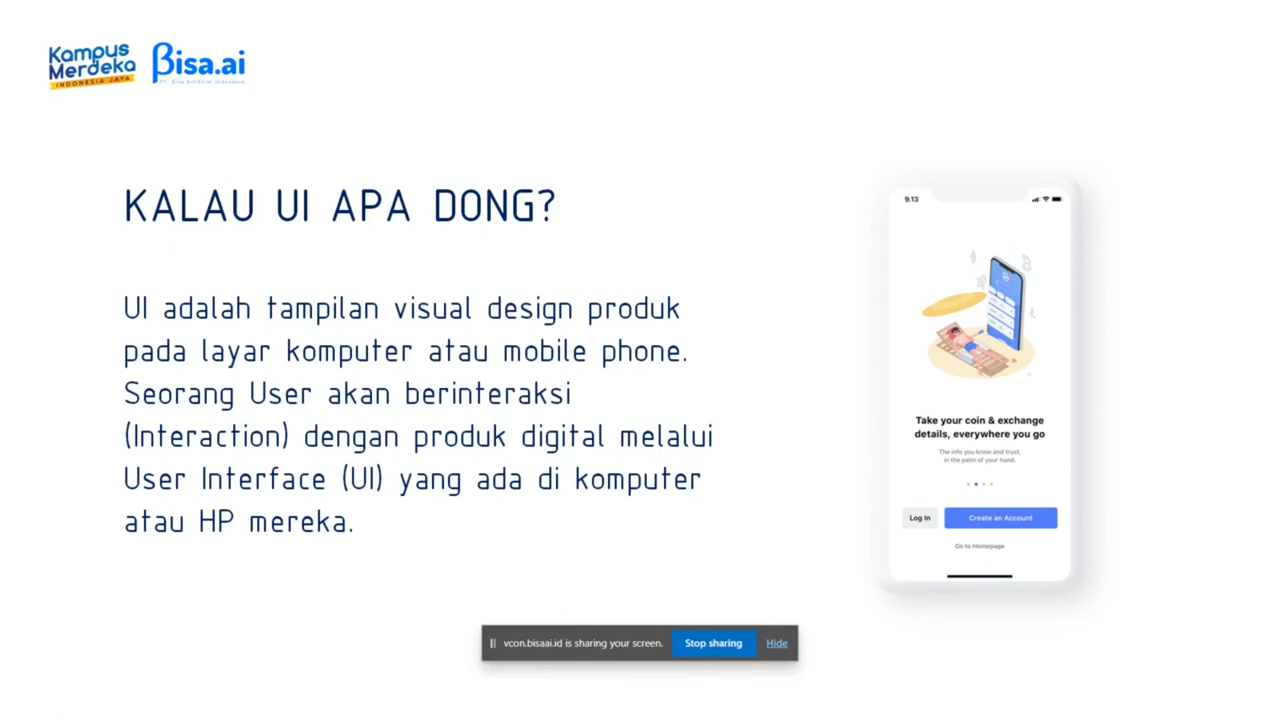 Kampus
Merdeka
INDONESIA JAYA
Bisa.ai
PT. Bisa Artifisial Indonesia
KALAU UI APA DONG?
UI adalah tampilan visual design produk
pada layar komputer atau mobile phone.
Seorang User akan berinteraksi
(Interaction) dengan produk digital melalui
User Interface (UI) yang ada di komputer
atau HP mereka.
9.13
Take your coin & exchange
details, everywhere you go
The info you know and trust,
in the palm of your hand.
Log In
Create an Account
Go to Homepage
vcon.bisaai.id is sharing your screen.
Stop sharing
Hide